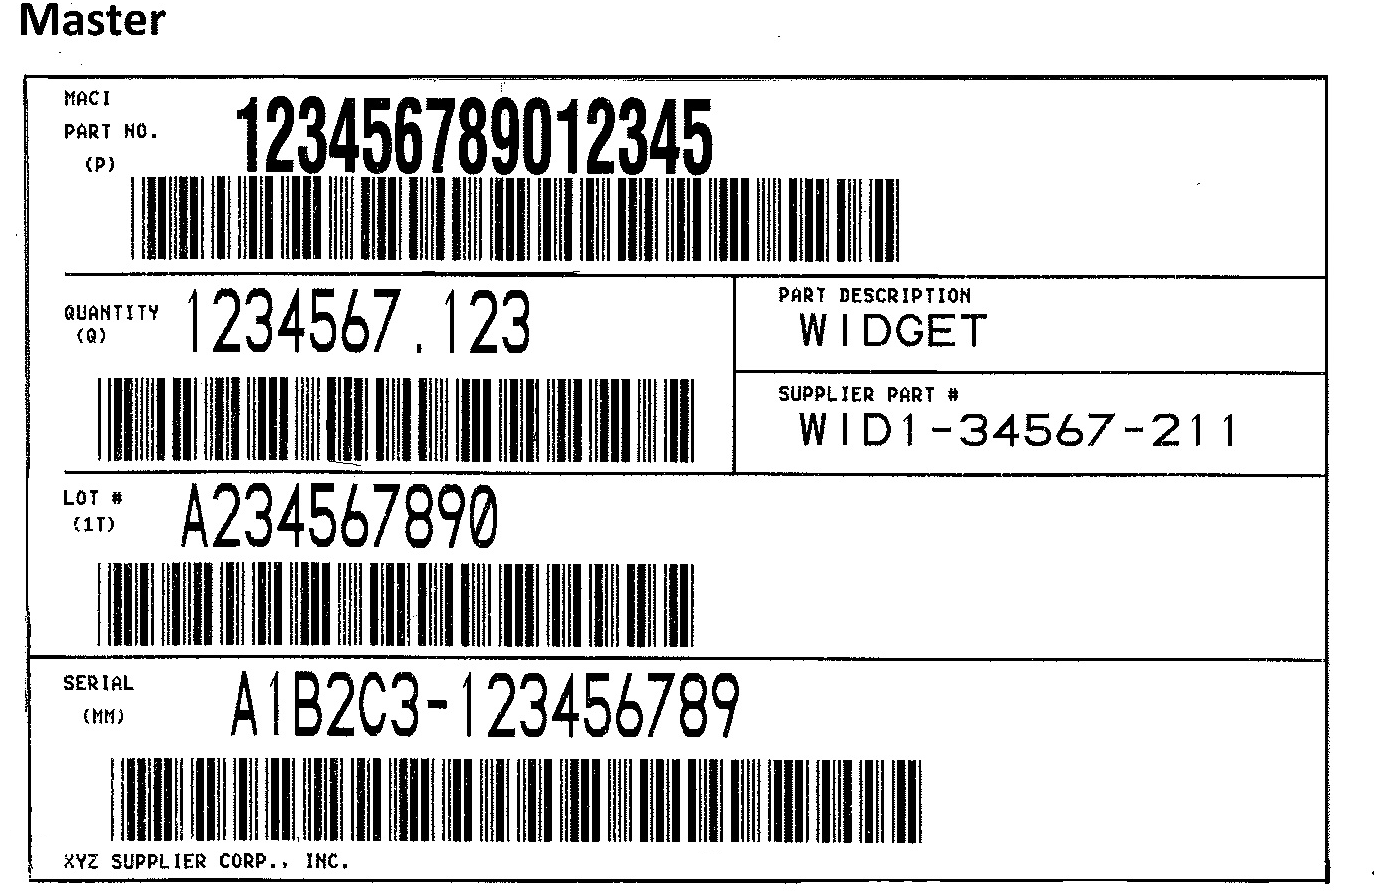 Master
MACI
PART NO.
(P)
123456789012345
QUANTITY
(Q)
1234567.123
PART DESCRIPTION
WIDGET
SUPPLIER PART #
WID1-34567-211
LOT #
(1T)
A234567890
SERIAL
(MM)
A1B2C3-123456789
XYZ SUPPLIER CORP., INC.